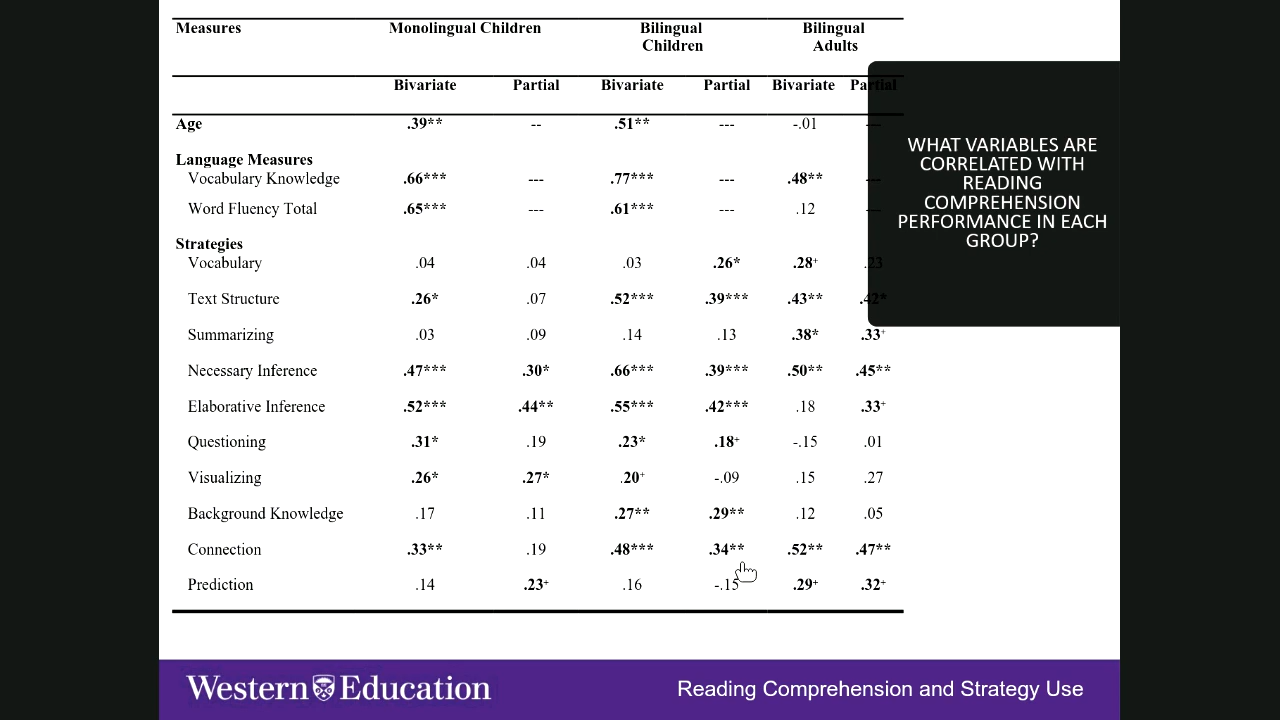 Measures Monolingual Children Bilingual Children Bilingual Adults
Bivariate Partial Bivariate Partial Bivariate Partial
Age .39** -- .51** --- -.01 ---
Language Measures
Vocabulary Knowledge .66*** --- .77*** --- .48** ---
Word Fluency Total .65*** --- .61*** --- .12 ---
Strategies
Vocabulary .04 .04 .03 .26* .28+ .23
Text Structure .26* .07 .52*** .39*** .43** .42*
Summarizing .03 .09 .14 .13 .38* .33+
Necessary Inference .47*** .30* .66*** .39*** .50** .45**
Elaborative Inference .52*** .44** .55*** .42*** .18 .33+
Questioning .31* .19 .23* .18+ -.15 .01
Visualizing .26* .27* .20+ -.09 .15 .27
Background Knowledge .17 .11 .27** .29** .12 .05
Connection .33** .19 .48*** .34** .52** .47**
Prediction .14 .23+ .16 -.15 .29+ .32+
WHAT VARIABLES ARE
CORRELATED WITH
READING
COMPREHENSION
PERFORMANCE IN EACH
GROUP?
Western Education
Reading Comprehension and Strategy Use